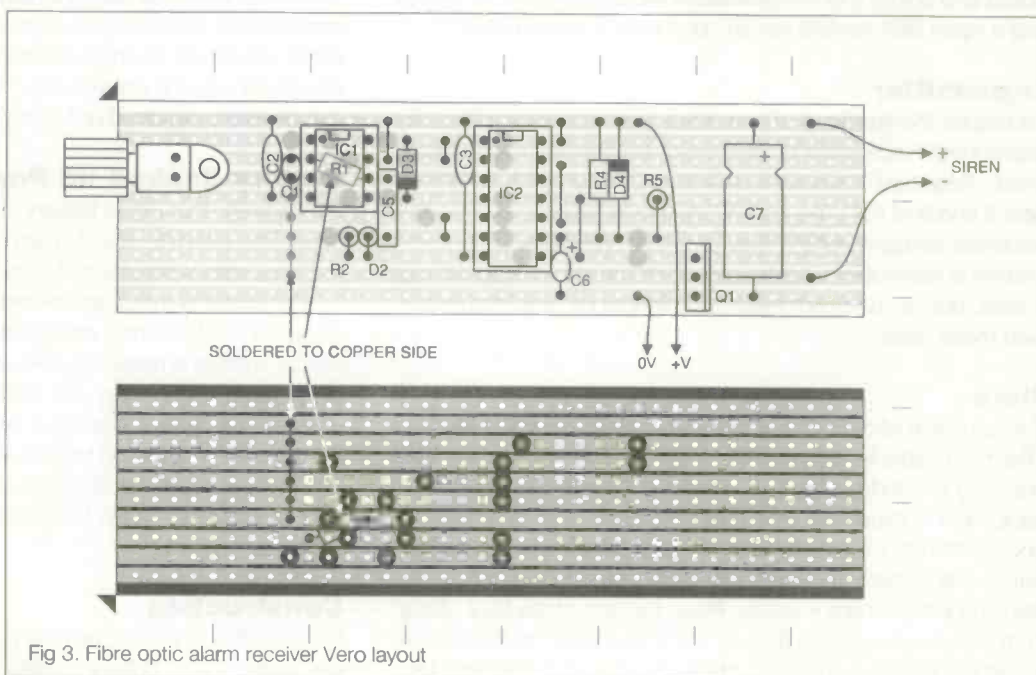 IC1
C2
R1
C1
D3
C5
R2
D2
C3
IC2
C6
R4
D4
R5
Q1
C7
+
+
+
SIREN
0V
+V
SOLDERED TO COPPER SIDE
Fig 3. Fibre optic alarm receiver Vero layout